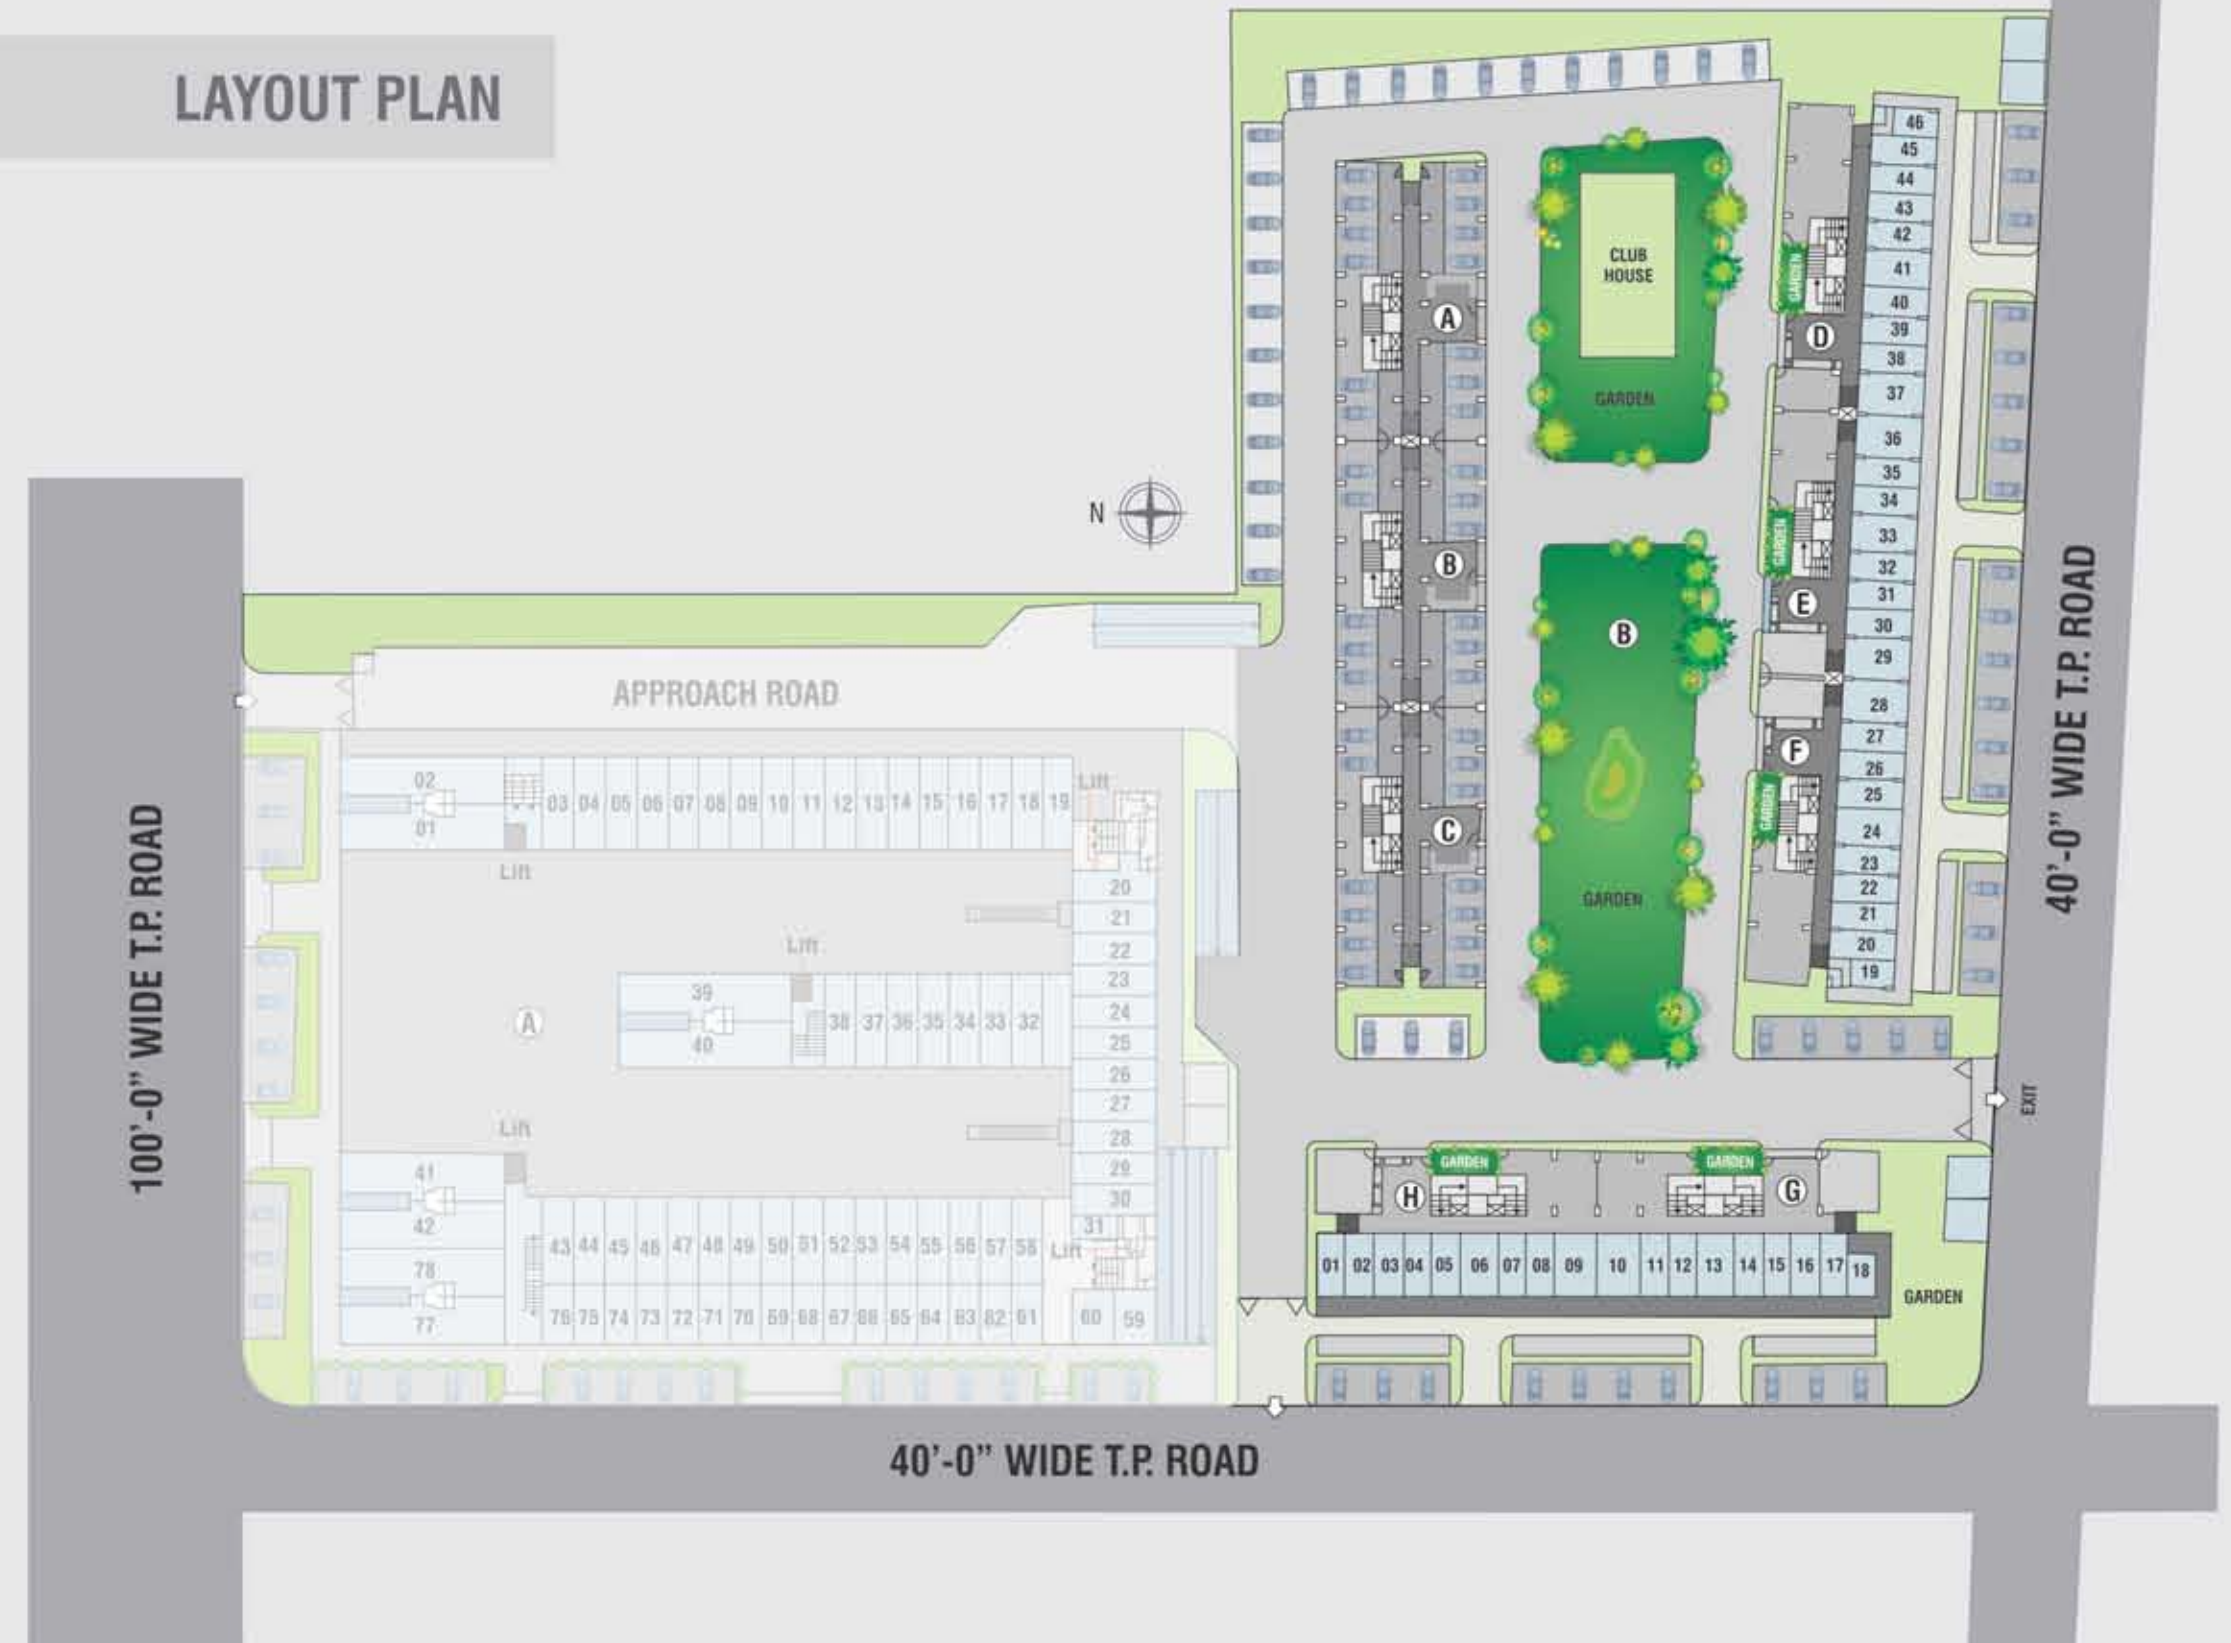 LAYOUT PLAN
N
CLUB
HOUSE
GARDEN
A
B
C
B
GARDEN
GARDEN
D
GARDEN
E
F
GARDEN
46
45
44
43
42
41
40
39
38
37
36
35
34
33
32
31
30
29
28
27
26
25
24
23
22
21
20
19
40'-0" WIDE T.P. ROAD
EXIT
APPROACH ROAD
100'-0" WIDE T.P. ROAD
02
01
03 04 05 06 07 08 09 10 11 12 13 14 15 16 17 18 19
Lift
Lift
20
21
22
23
24
25
26
27
28
29
30
31
Lift
39
40
38 37 36 35 34 33 32
A
Lift
41
42
78
77
43 44 45 46 47 48 49 50 51 52 53 54 55 56 57 58
Lift
76 75 74 73 72 71 70 69 68 67 66 65 64 63 62 61
60 59
GARDEN
GARDEN
H
G
01 02 03 04 05 06 07 08 09 10 11 12 13 14 15 16 17 18
GARDEN
40'-0" WIDE T.P. ROAD